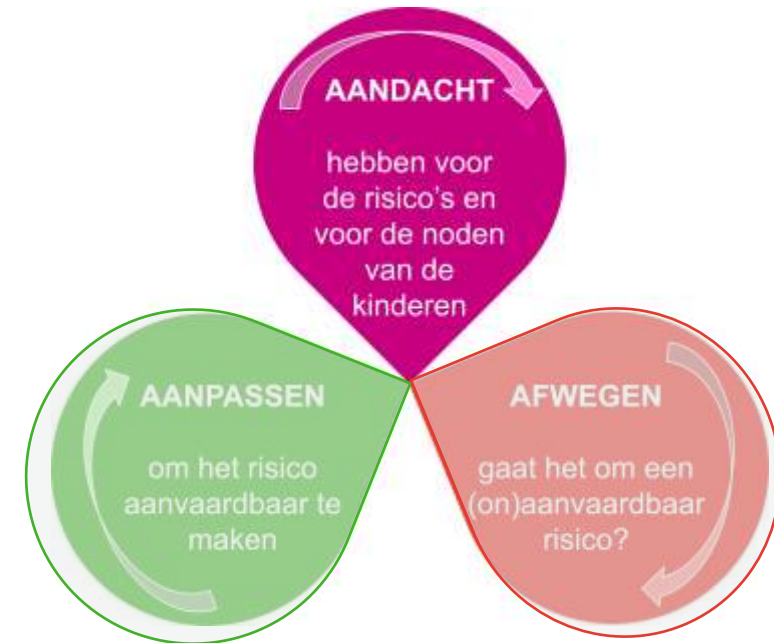 AANDACHT
hebben voor
de risico's en
voor de noden
van de
kinderen
AANPASSEN
om het risico
aanvaardbaar te
maken
AFWEGEN
gaat het om een
(on)aanvaardbaar
risico?